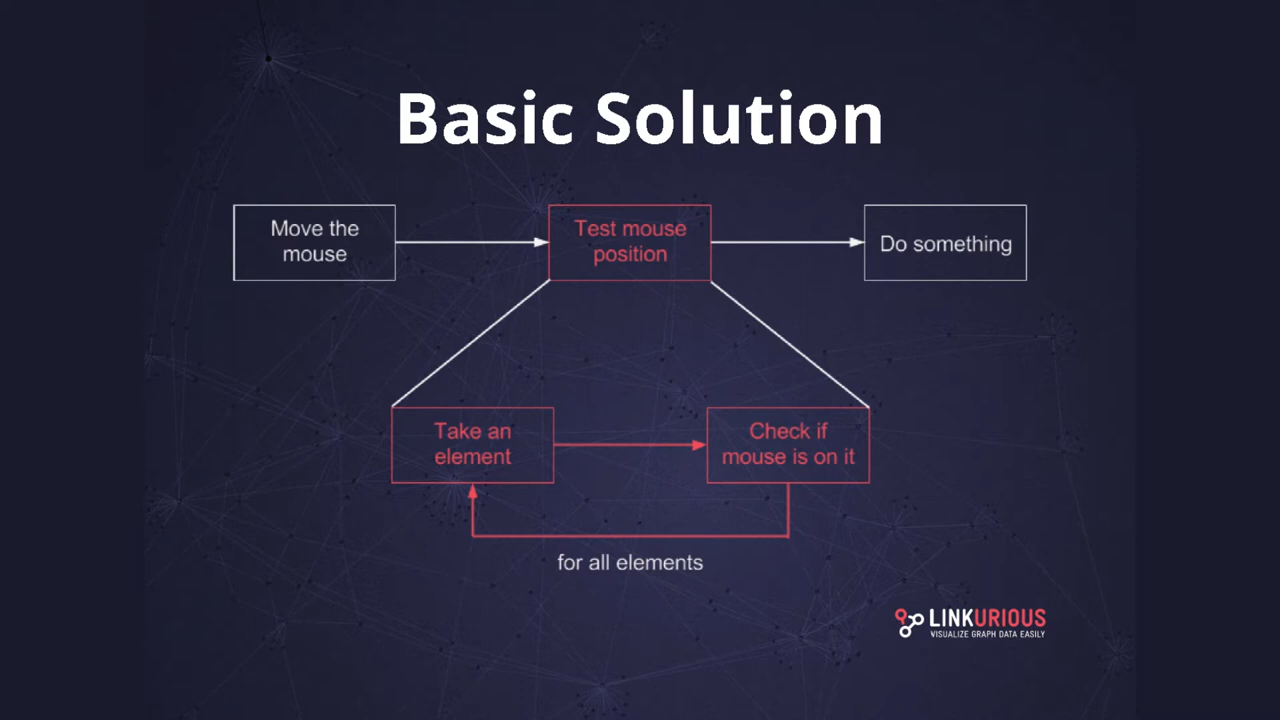 Basic Solution
Move the
mouse
Test mouse
position
Do something
Take an
element
Check if
mouse is on it
for all elements
LINKURIOUS
VISUALIZE GRAPH DATA EASILY